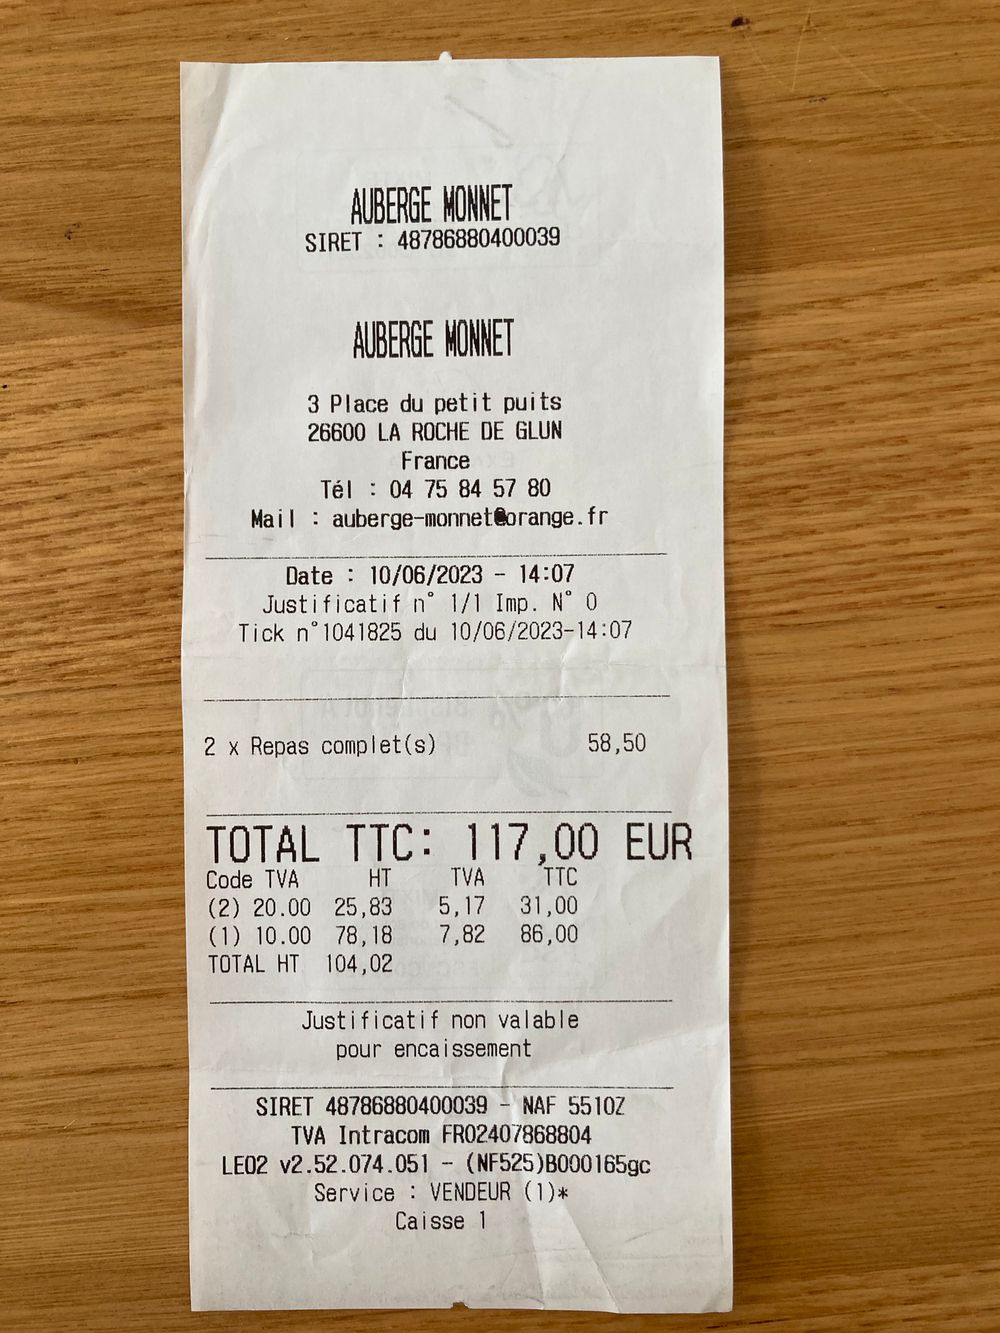 AUBERGE MONNET
SIRET : 48786880400039
AUBERGE MONNET
3 Place du petit puits
26600 LA ROCHE DE GLUN
France
Tél : 04 75 84 57 80
Mail : auberge-monnet@orange.fr
Date : 10/06/2023 - 14:07
Justificatif n° 1/1 Imp. N° 0
Tick n°1041825 du 10/06/2023-14:07
2 x Repas complet(s) 58,50
TOTAL TTC: 117,00 EUR
Code TVA HT TVA TTC
(2) 20.00 25,83 5,17 31,00
(1) 10.00 78,18 7,82 86,00
TOTAL HT 104,02
Justificatif non valable
pour encaissement
SIRET 48786880400039 - NAF 5510Z
TVA Intracom FR02407868804
LEO2 v2.52.074.051 - (NF525)B000165gc
Service : VENDEUR (1)*
Caisse 1